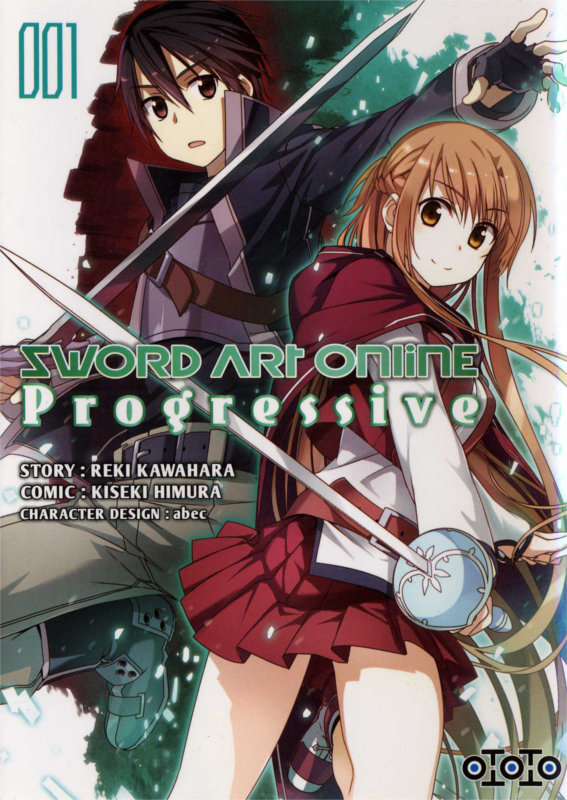 001
SWORD ART OnlinE
Progressive
STORY : REKI KAWAHARA
COMIC : KISEKI HIMURA
CHARACTER DESIGN : abec
OTOTO